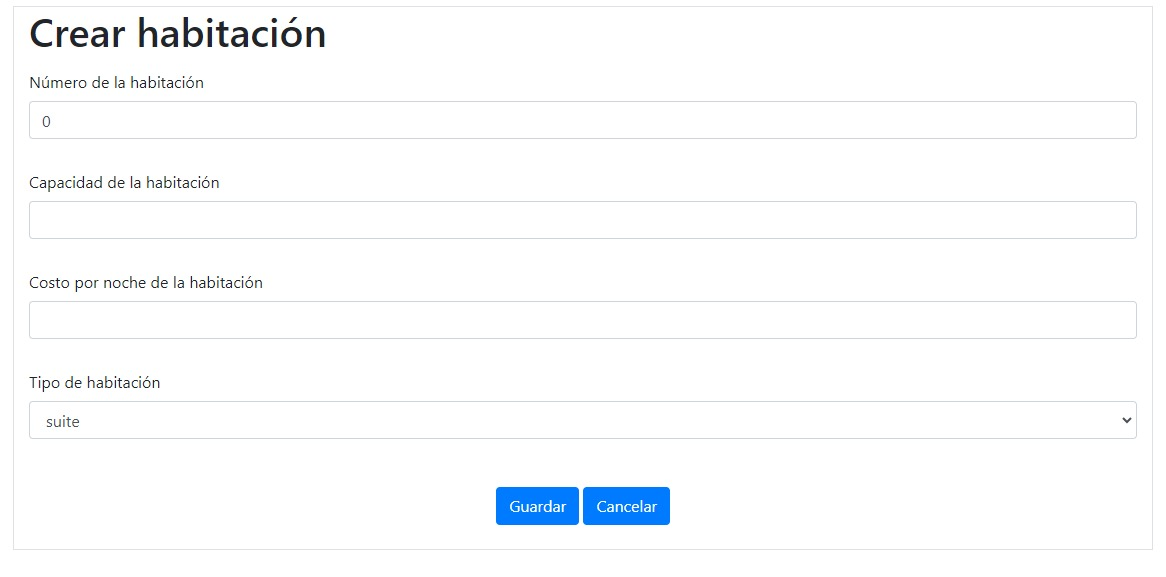 Crear habitación
Número de la habitación
0
Capacidad de la habitación
Costo por noche de la habitación
Tipo de habitación
suite
Guardar Cancelar